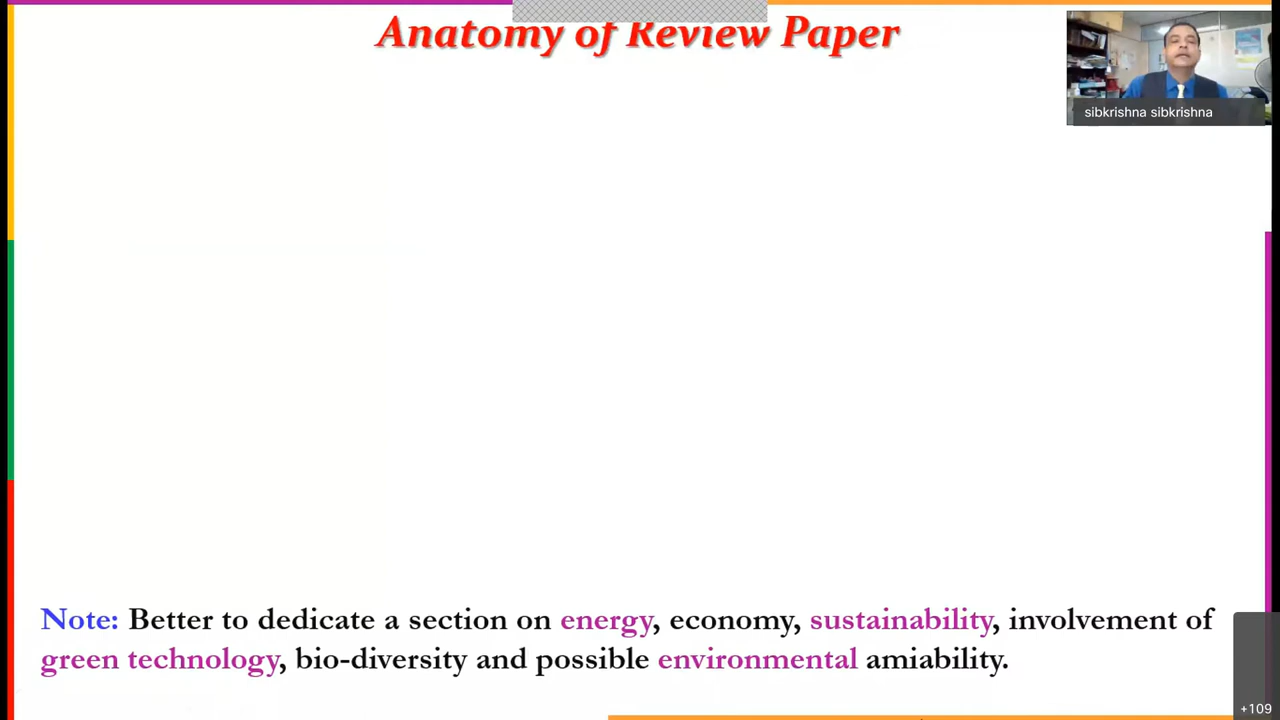 Anatomy of Review Paper
sibkrishna sibkrishna
Note: Better to dedicate a section on energy, economy, sustainability, involvement of
green technology, bio-diversity and possible environmental amiability.
+109